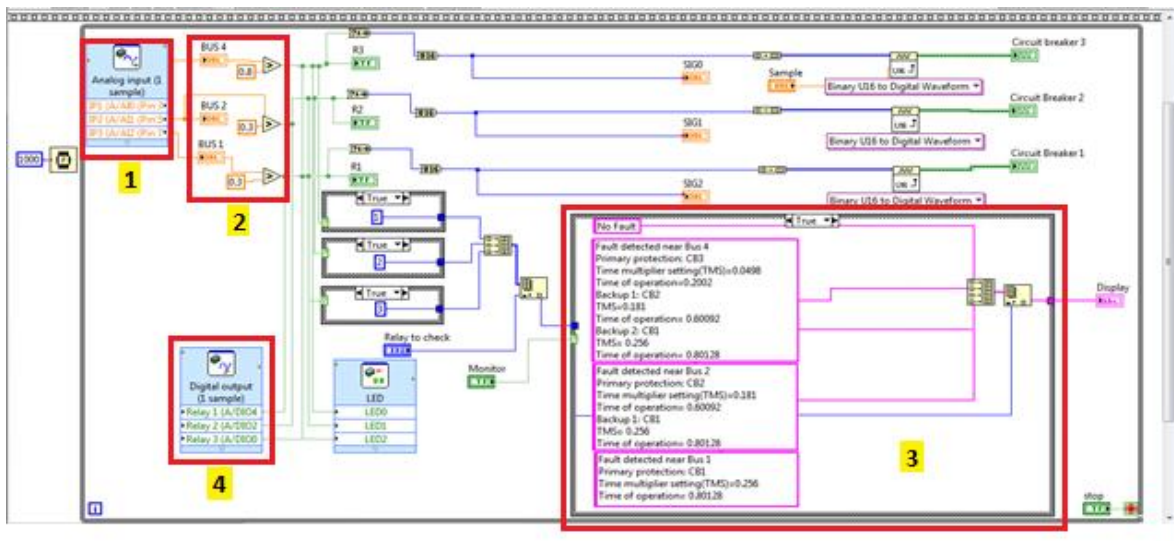 BUS 4
R3
Circuit breaker 3
Analog input (1
sample)
0.8
SIG0
Sample
Binary U16 to Digital Waveform
BUS 2
R2
Circuit Breaker 2
0.3
SIG1
Binary U16 to Digital Waveform
BUS 1
R1
Circuit Breaker 1
1000
0.3
SIG2
Binary U16 to Digital Waveform
1
2
True
1
True
2
True
3
Relay to check
Monitor
True
No Fault
Fault detected near Bus 4
Primary protection: CB3
Time multiplier setting(TMS)=0.0498
Time of operation=0.2002
Backup 1: CB2
TMS=0.181
Time of operation= 0.60092
Backup 2: CB1
TMS= 0.256
Time of operation= 0.80128
Fault detected near Bus 2
Primary protection: CB2
Time multiplier setting(TMS)=0.181
Time of operation= 0.60092
Backup 1: CB1
TMS= 0.256
Time of operation= 0.80128
Fault detected near Bus 1
Primary protection: CB1
Time multiplier setting(TMS)=0.256
Time of operation= 0.80128
3
Display
Digital output
(1 sample)
Relay 1 (A/DIO4
Relay 2 (A/DIO2
Relay 3 (A/DIO0
4
LED
LED0
LED1
LED2
i
stop